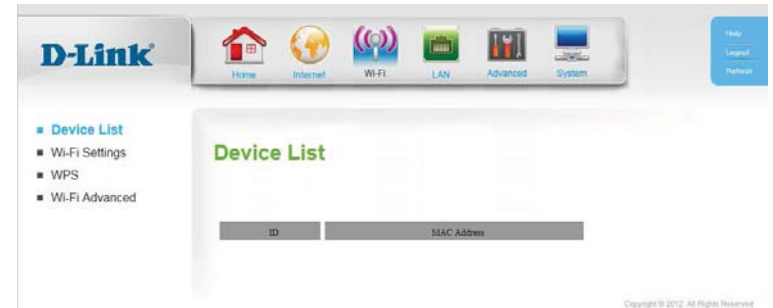 D-Link
Home
Internet
Wi-Fi
LAN
Advanced
System
Help
Logout
Refresh
Device List
Wi-Fi Settings
WPS
Wi-Fi Advanced
Device List
ID
MAC Address
Copyright © 2012 All Rights Reserved